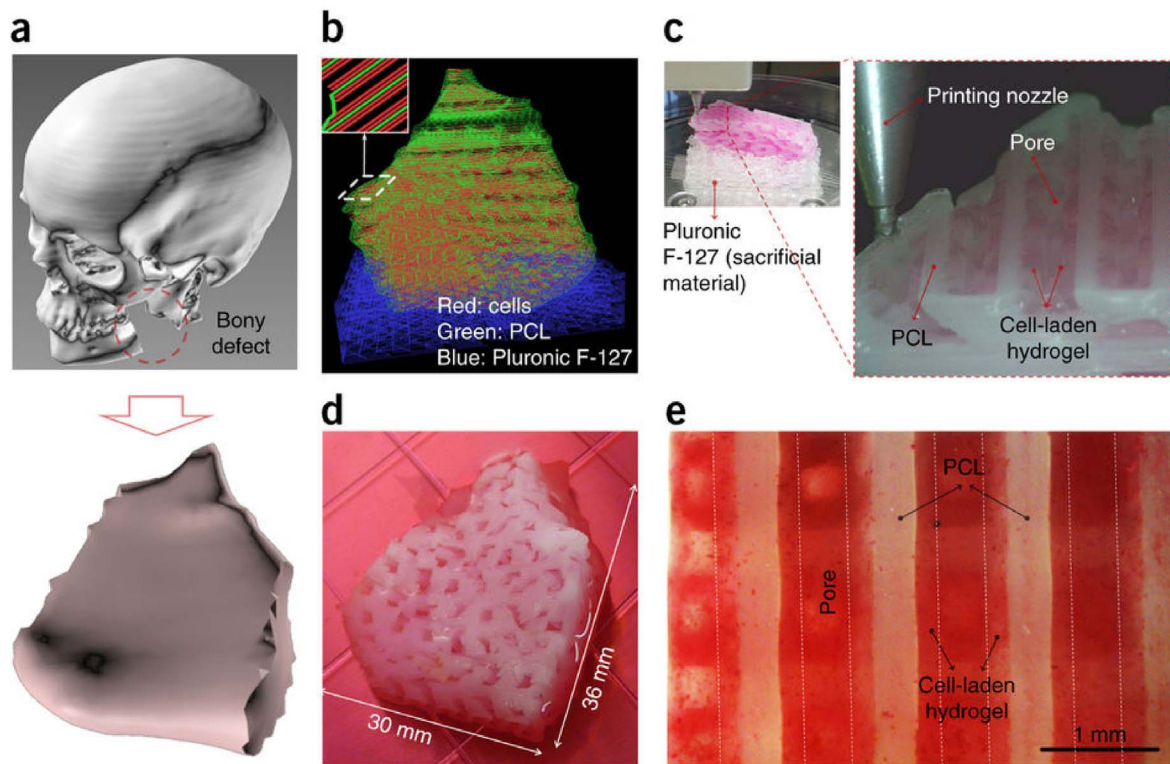 a
Bony
defect
b
Red: cells
Green: PCL
Blue: Pluronic F-127
c
Pluronic
F-127 (sacrificial
material)
Printing nozzle
Pore
PCL
Cell-laden
hydrogel
d
30 mm
36 mm
e
PCL
Pore
Cell-laden
hydrogel
1 mm